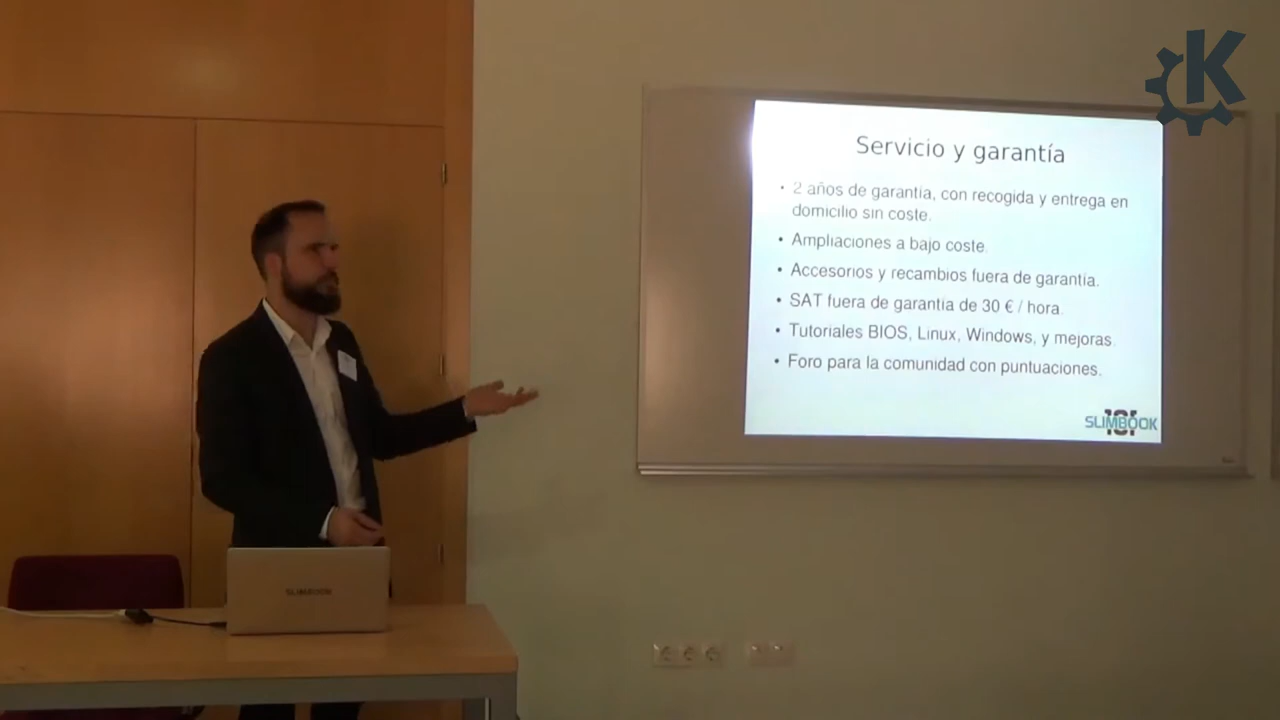 Servicio y garantía
• 2 años de garantía, con recogida y entrega en
domicilio sin coste.
• Ampliaciones a bajo coste.
• Accesorios y recambios fuera de garantía.
• SAT fuera de garantía de 30 € / hora.
• Tutoriales BIOS, Linux, Windows, y mejoras.
• Foro para la comunidad con puntuaciones.
SLIMBOOK
SLIMBOOK
K